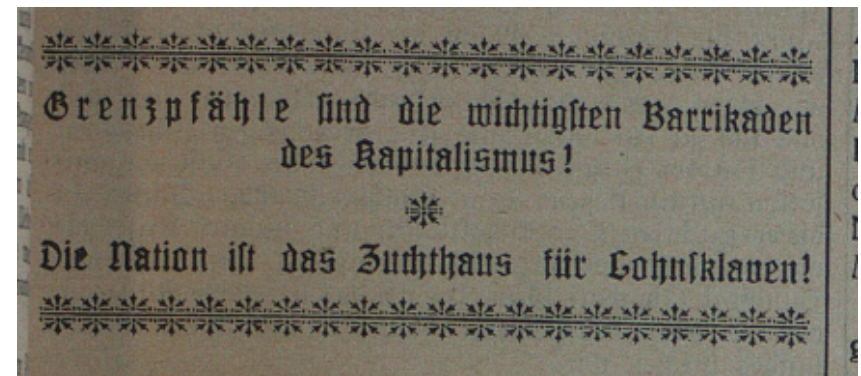 Grenzpfähle sind die wichtigsten Barrikaden
des Kapitalismus!
Die Nation ist das Zuchthaus für Lohnsklaven!